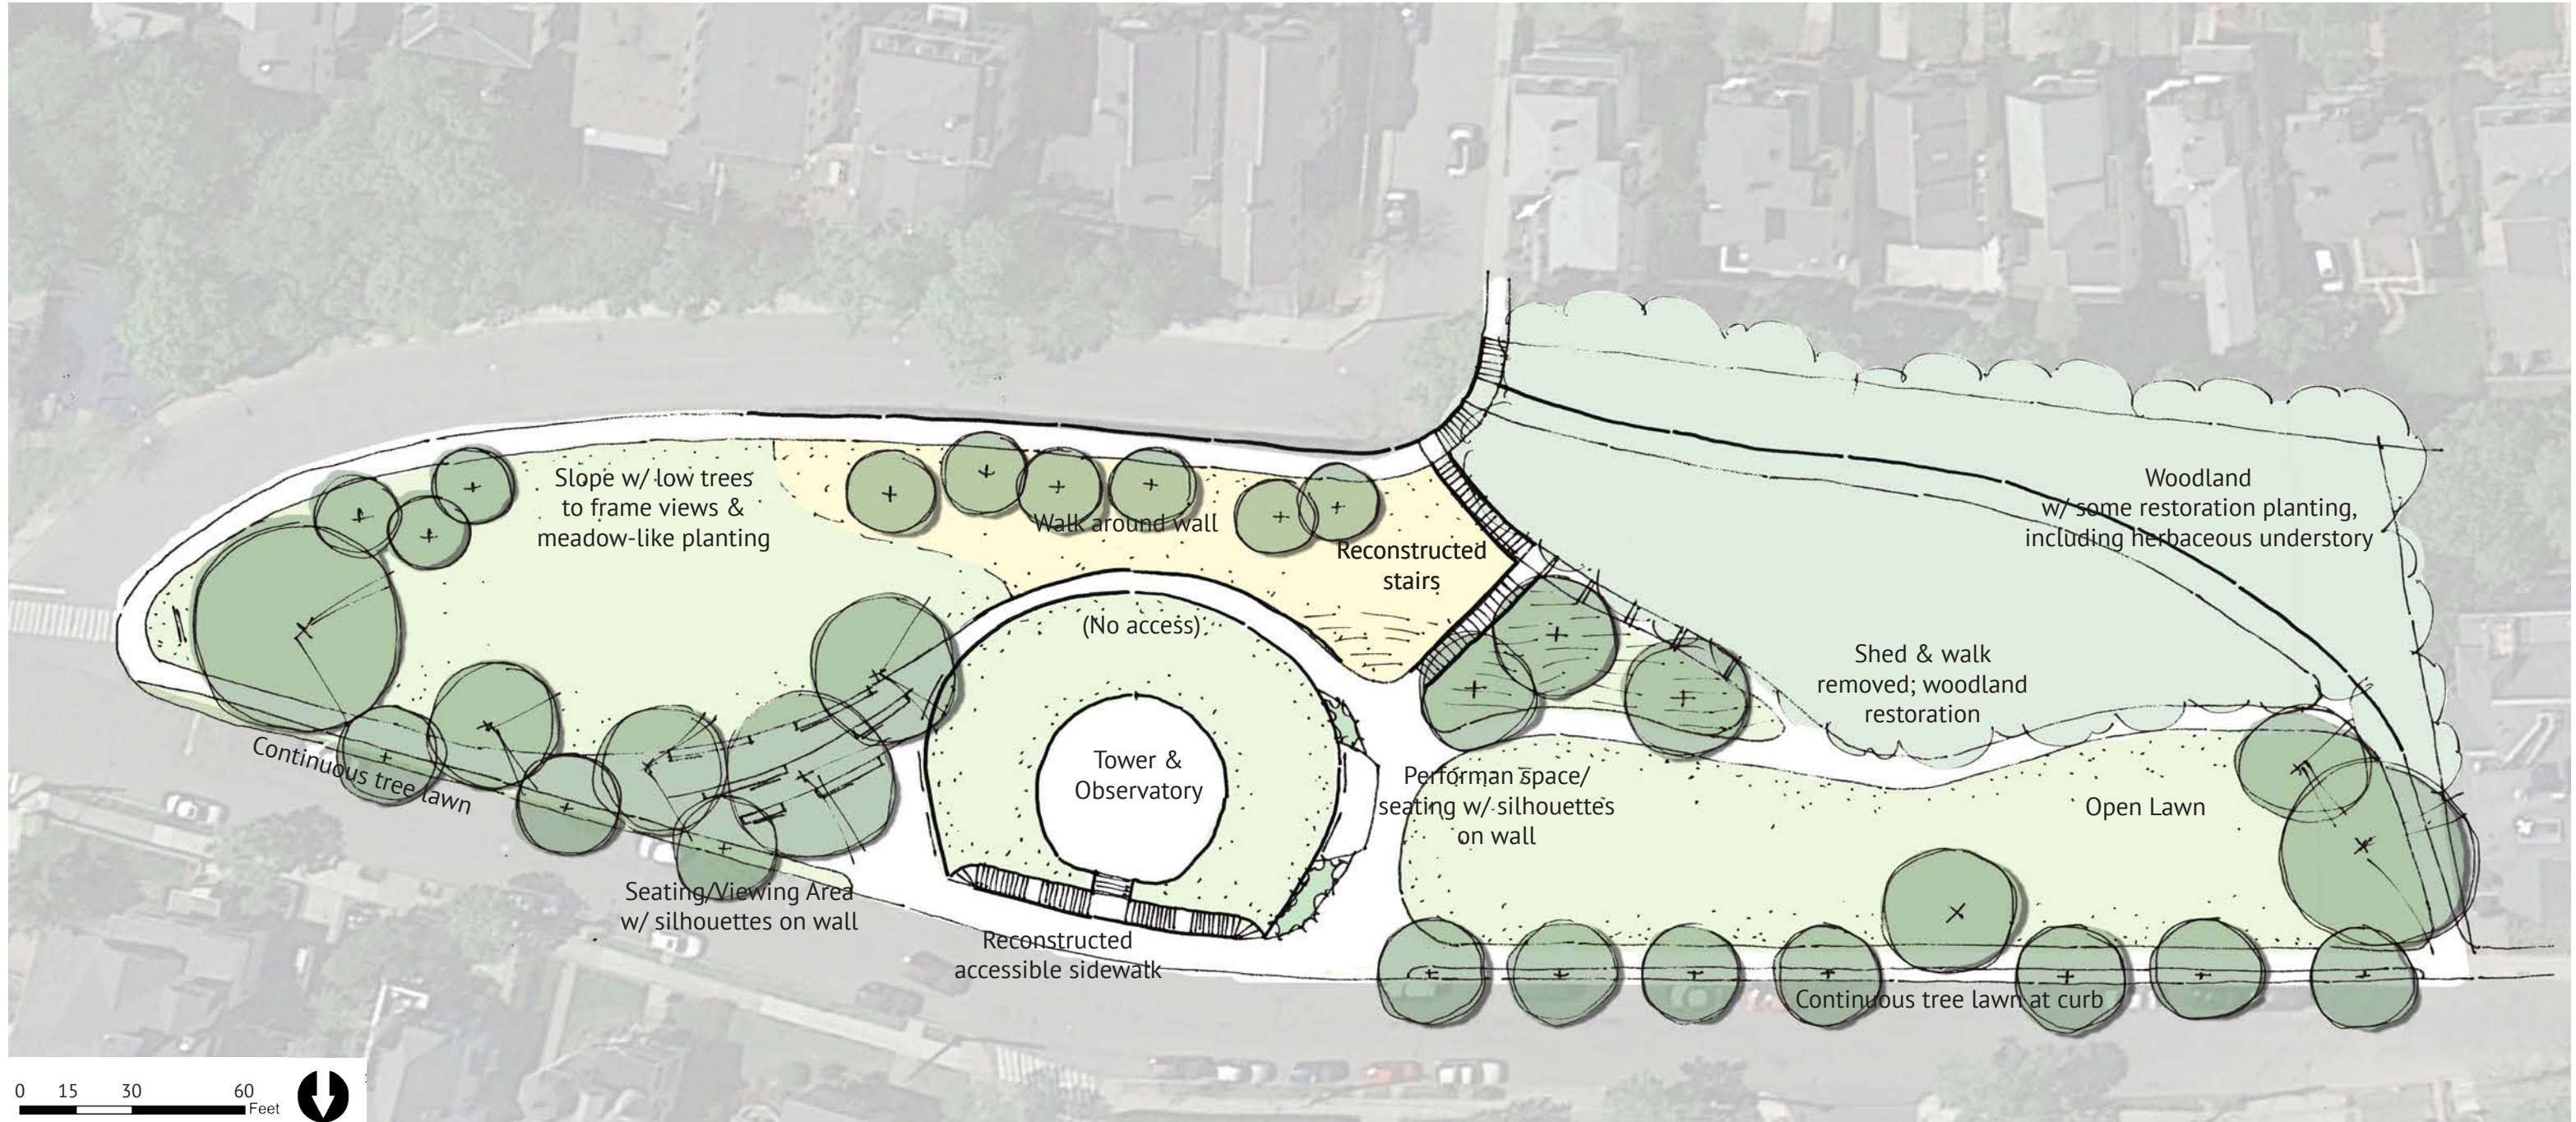 Slope w/ low trees
to frame views &
meadow-like planting
Walk around wall
Reconstructed
stairs
Woodland
w/ some restoration planting,
including herbaceous understory
(No access)
Shed & walk
removed; woodland
restoration
Continuous tree lawn
Tower &
Observatory
Performan space/
seating w/ silhouettes
on wall
Open Lawn
Seating/Viewing Area
w/ silhouettes on wall
Reconstructed
accessible sidewalk
Continuous tree lawn at curb
0 15 30 60
Feet